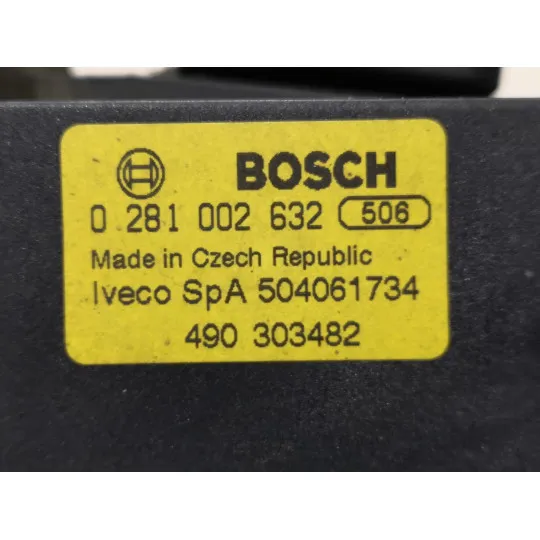 BOSCH
0 281 002 632 506
Made in Czech Republic
Iveco SpA 504061734
490 303482